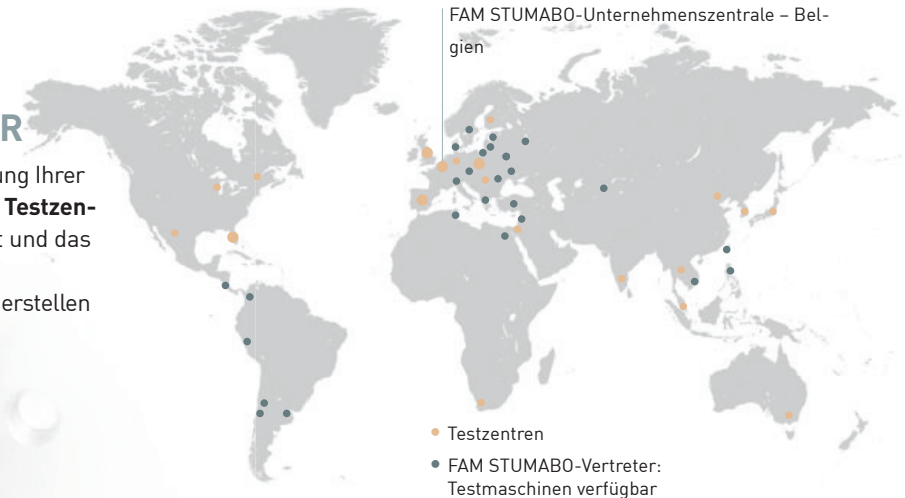 FAM STUMABO-Unternehmenszentrale – Bel-
gien
R
ung Ihrer
Testzen-
t und das
erstellen
Testzentren
FAM STUMABO-Vertreter:
Testmaschinen verfügbar